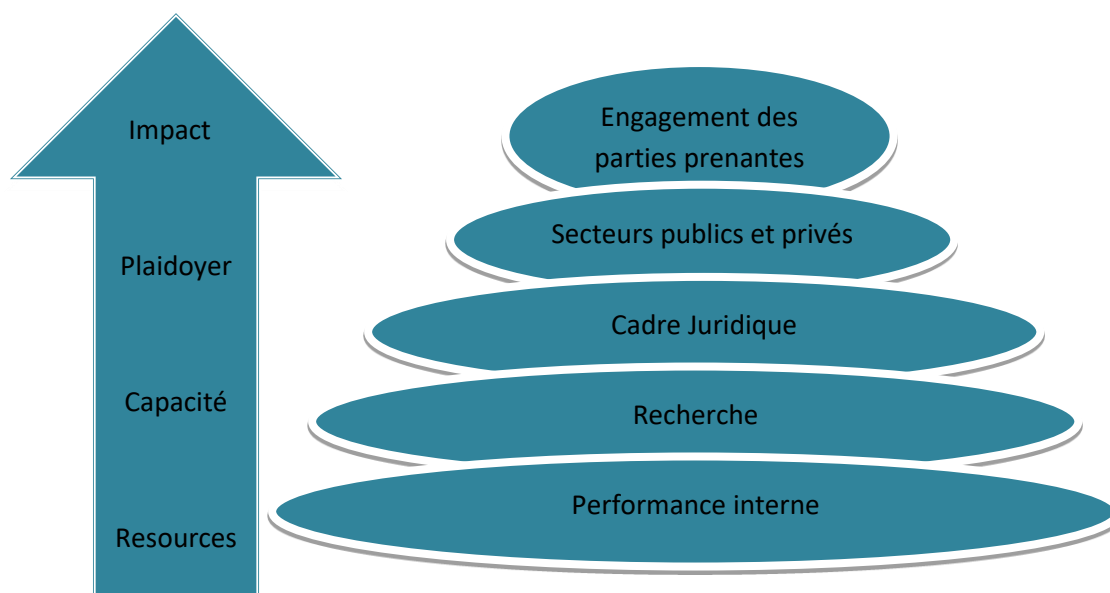 Impact
Plaidoyer
Capacité
Resources
Engagement des
parties prenantes
Secteurs publics et privés
Cadre Juridique
Recherche
Performance interne